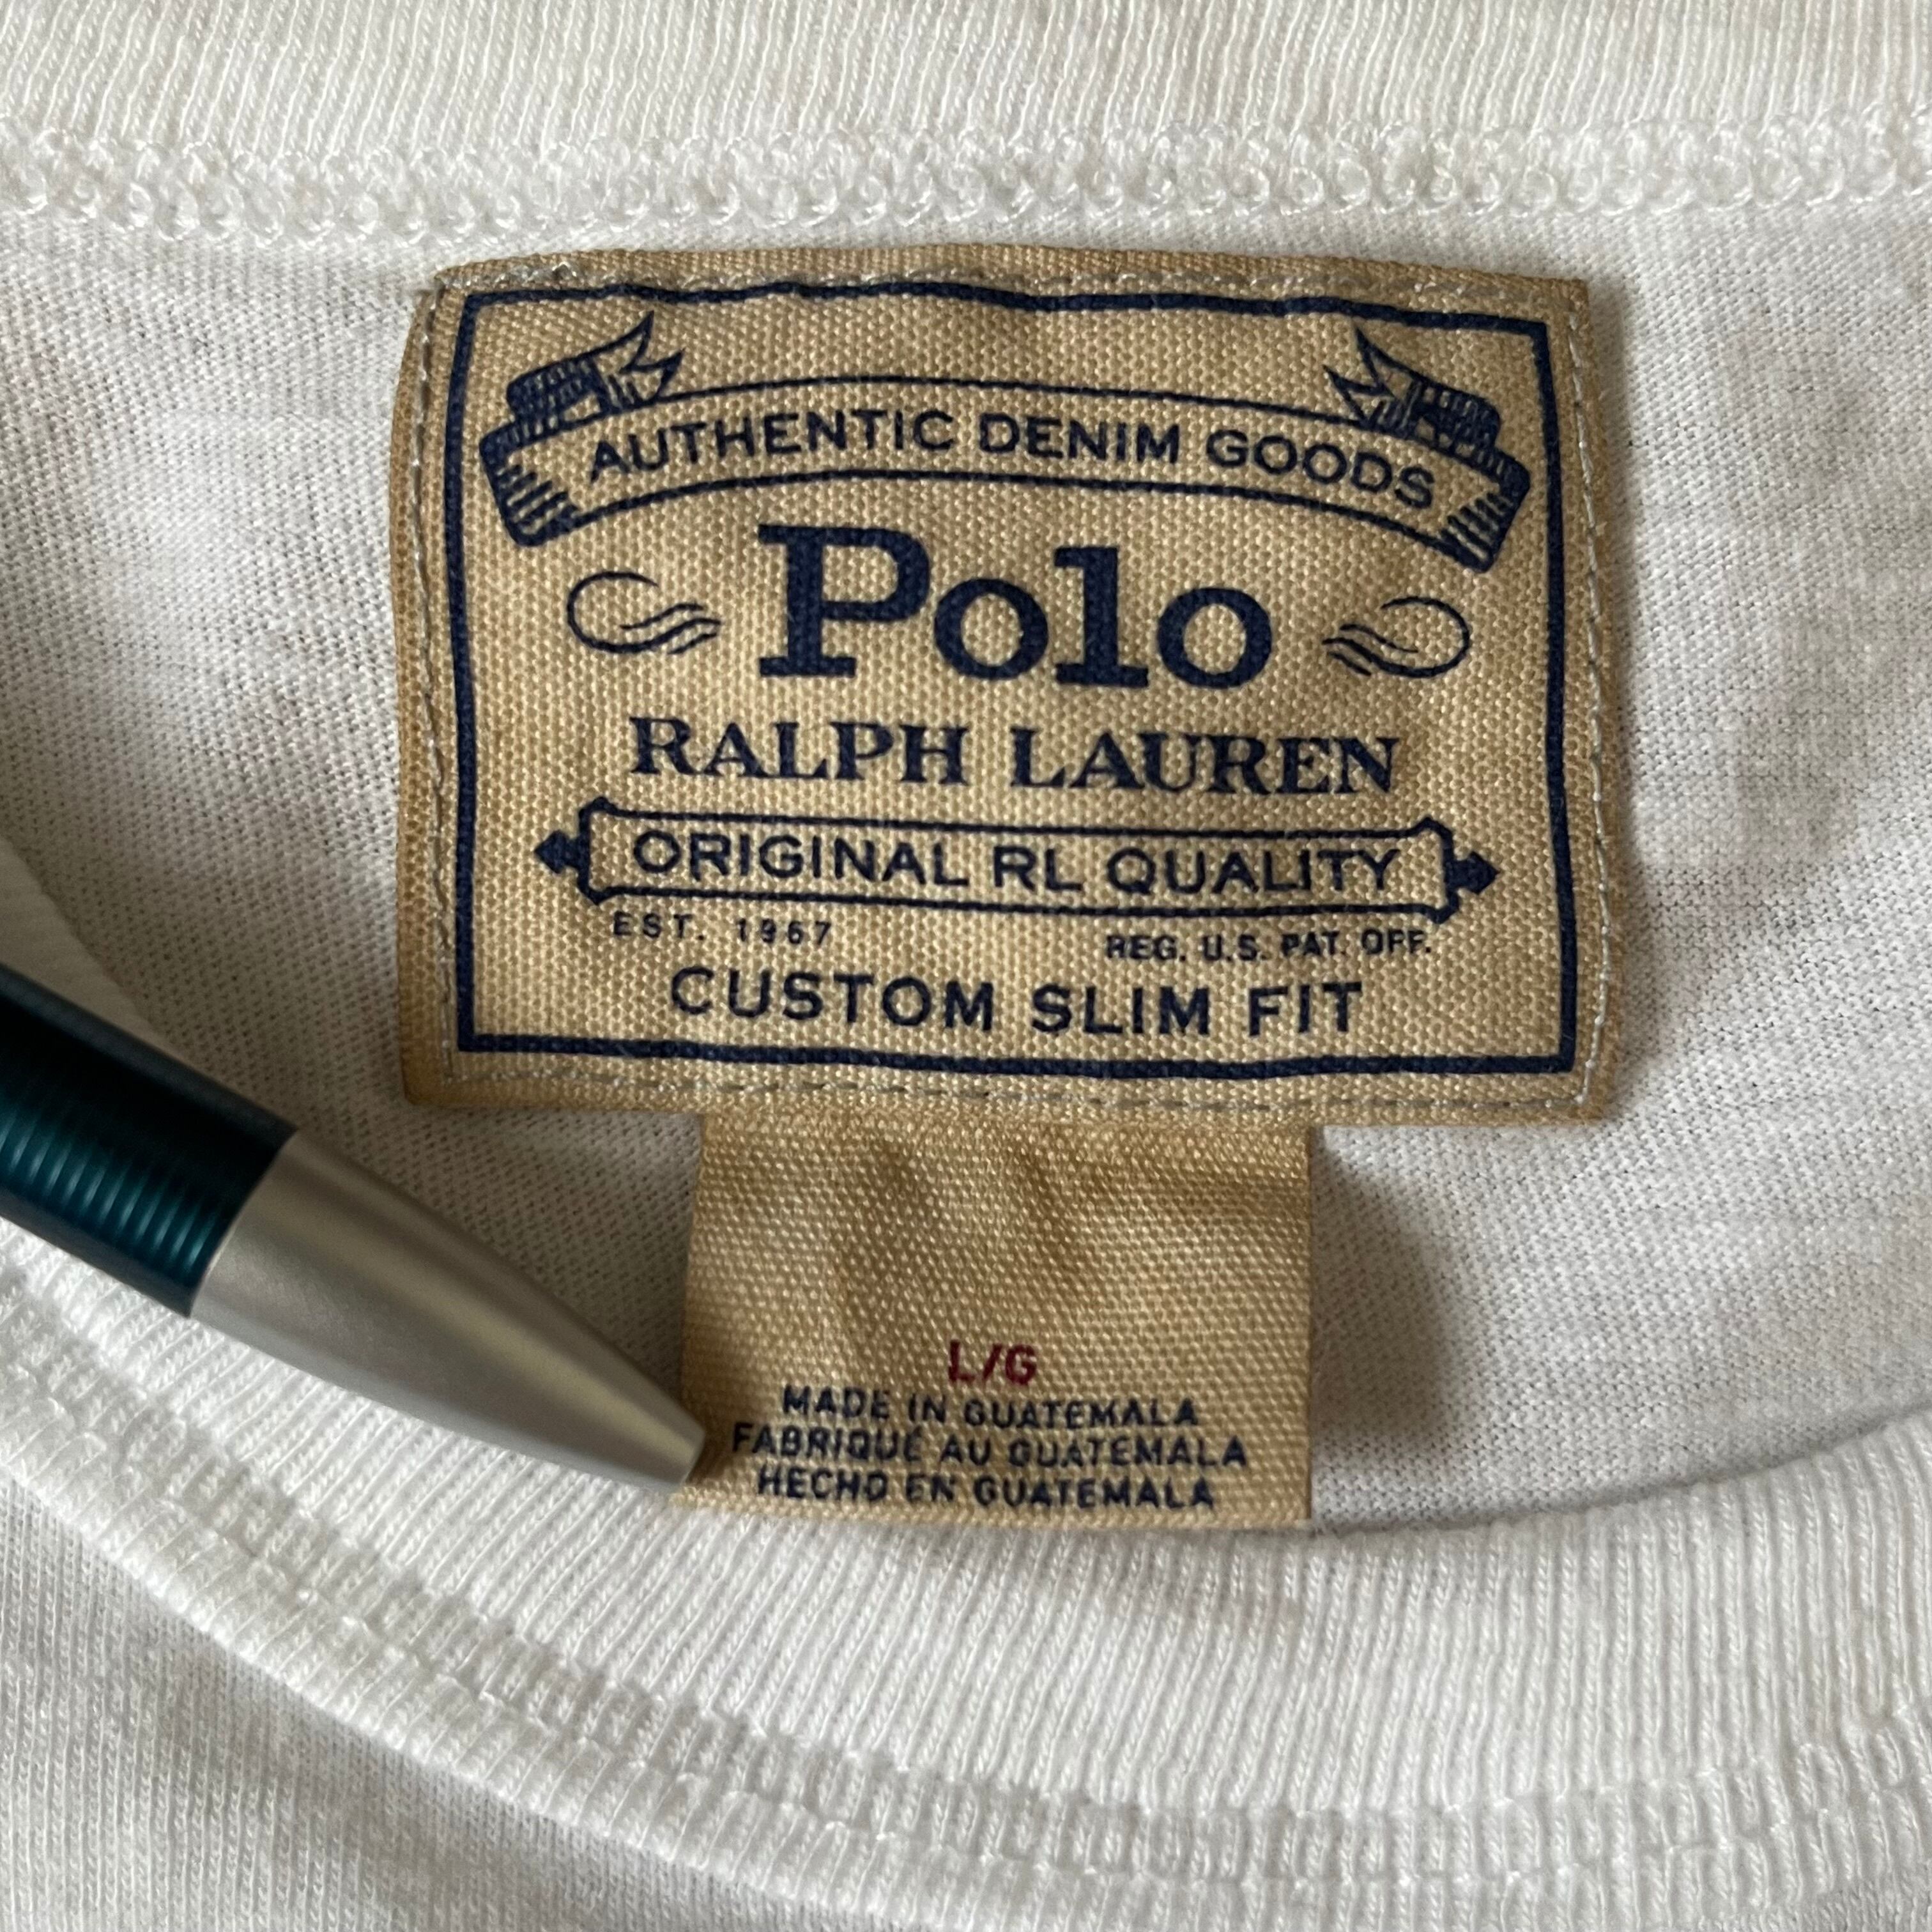 AUTHENTIC DENIM GOODS
Polo
RALPH LAUREN
ORIGINAL RL QUALITY
EST. 1967 REG. U.S. PAT. OFF.
CUSTOM SLIM FIT
L/G
MADE IN GUATEMALA
FABRIQUÉ AU GUATEMALA
HECHO EN GUATEMALA